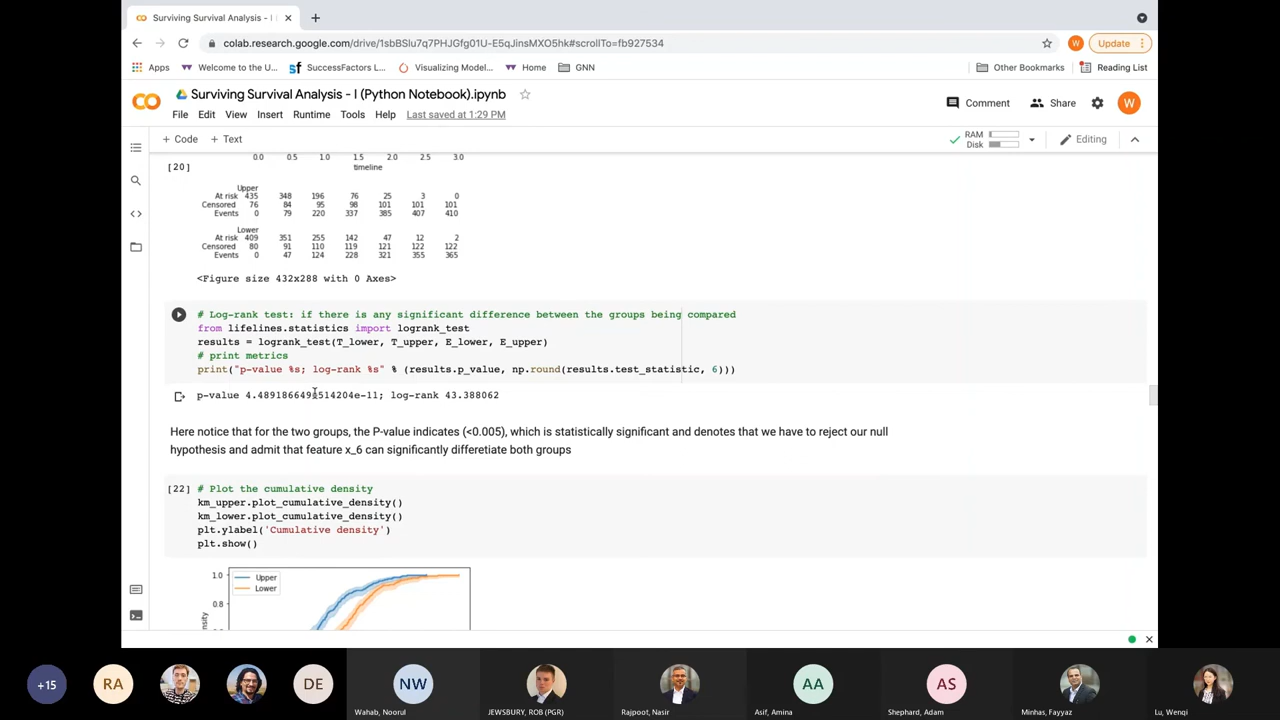 Surviving Survival Analysis - I (
colab.research.google.com/drive/1sbBSlu7q7PHJGfg01U-E5qJinsMXO5hk#scrollTo=fb927534
W
Update
Apps
Welcome to the U...
SuccessFactors L...
Visualizing Model...
Home
GNN
Other Bookmarks
Reading List
Surviving Survival Analysis - I (Python Notebook).ipynb
Comment
Share
W
File Edit View Insert Runtime Tools Help Last saved at 1:29 PM
+ Code + Text
RAM
Disk
Editing
0.0 0.5 1.0 1.5 2.0 2.5 3.0
[20]
timeline
Upper
At risk 435 348 196 76 25 3 0
Censored 76 84 95 98 101 101 101
Events 0 79 220 337 385 407 410
Lower
At risk 409 351 255 142 47 12 2
Censored 80 91 110 119 121 122 122
Events 0 47 124 228 321 355 365
<Figure size 432x288 with 0 Axes>
# Log-rank test: if there is any significant difference between the groups being compared
from lifelines.statistics import logrank_test
results = logrank_test(T_lower, T_upper, E_lower, E_upper)
# print metrics
print("p-value %s; log-rank %s" % (results.p_value, np.round(results.test_statistic, 6)))
p-value 4.4891866491514204e-11; log-rank 43.388062
Here notice that for the two groups, the P-value indicates (<0.005), which is statistically significant and denotes that we have to reject our null
hypothesis and admit that feature x_6 can significantly differetiate both groups
[22] # Plot the cumulative density
km_upper.plot_cumulative_density()
km_lower.plot_cumulative_density()
plt.ylabel('Cumulative density')
plt.show()
1.0
Upper
Lower
0.8
+15
RA
DE
NW
AA
AS
Wahab, Noorul
JEWSBURY, ROB (PGR)
Rajpoot, Nasir
Asif, Amina
Shephard, Adam
Minhas, Fayyaz
Lu, Wenqi